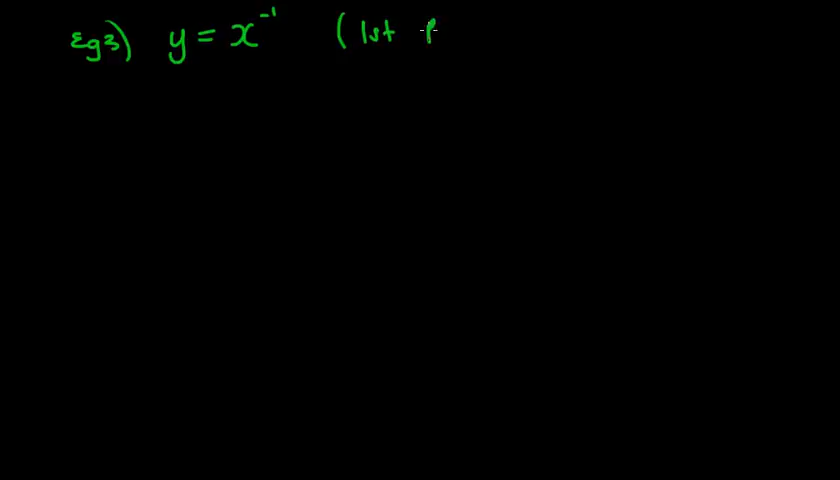 Eg3) y = x⁻¹ ( 1st P